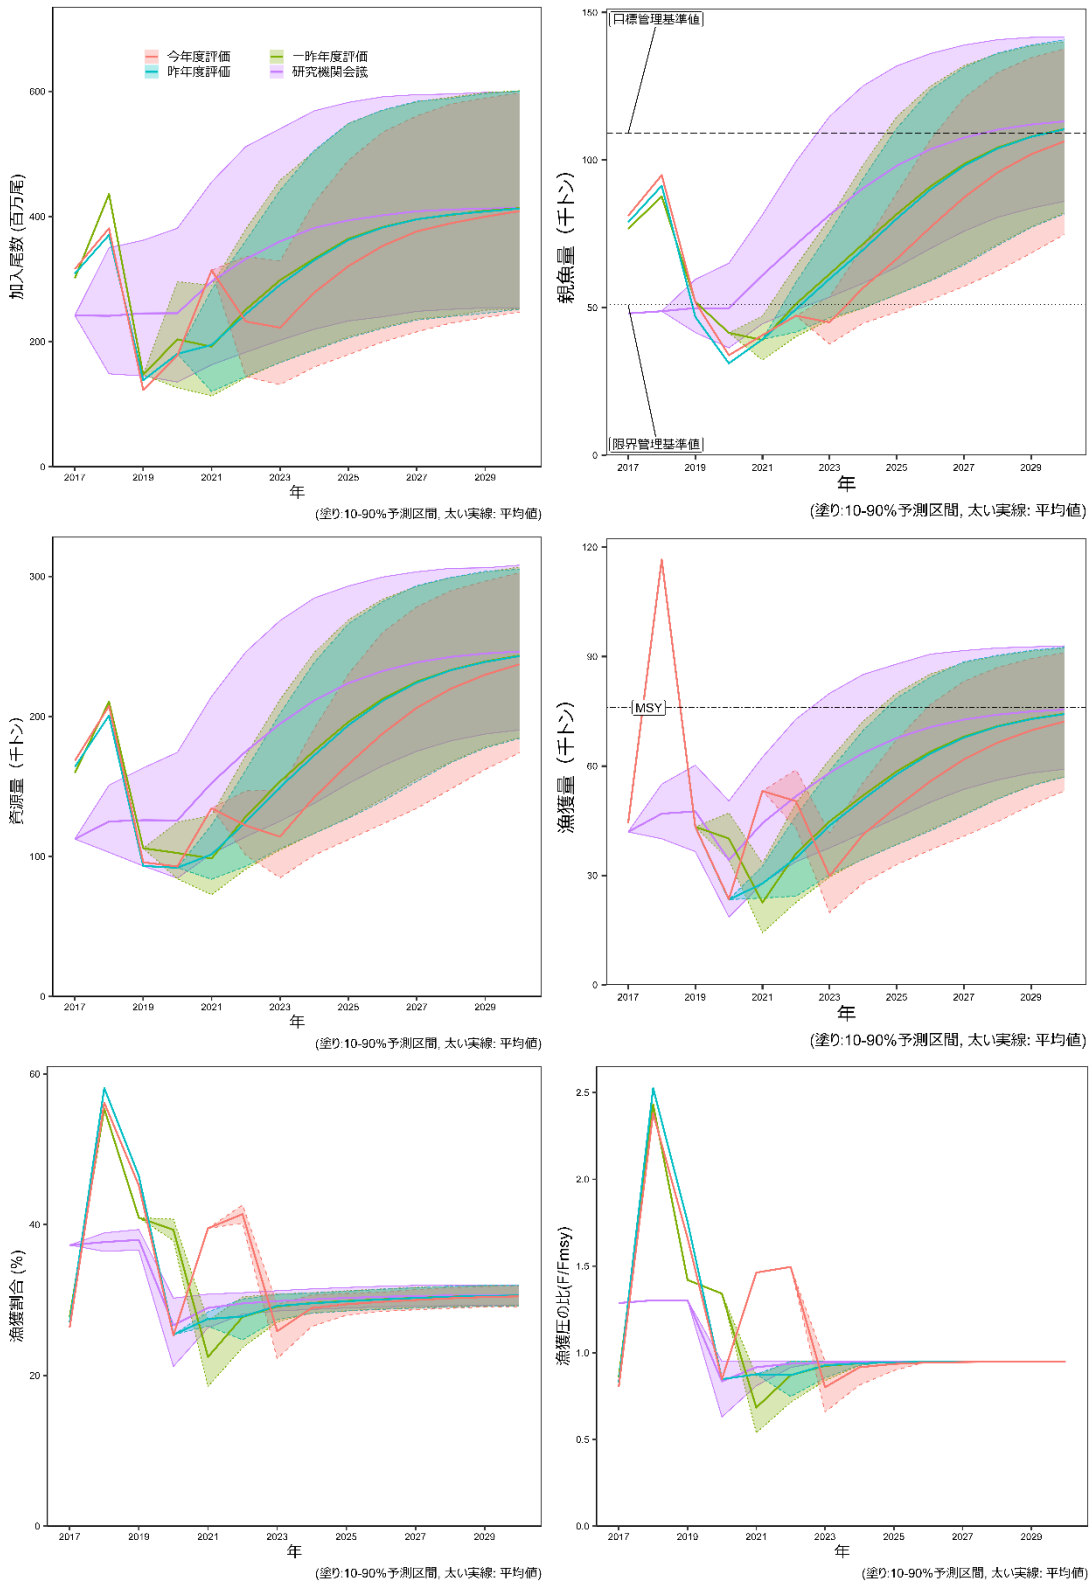 600
400
200
0
加入尾数 (百万尾)
今年度評価
昨年度評価
一昨年度評価
研究機関会議
2017 2019 2021 2023 2025 2027 2029
年
(塗り:10-90%予測区間, 太い実線: 平均値)
150
100
50
0
親魚量 (千トン)
目標管理基準値
限界管理基準値
2017 2019 2021 2023 2025 2027 2029
年
(塗り:10-90%予測区間, 太い実線: 平均値)
300
200
100
0
資源量 (千トン)
2017 2019 2021 2023 2025 2027 2029
年
(塗り:10-90%予測区間, 太い実線: 平均値)
120
90
60
30
0
漁獲量 (千トン)
MSY
2017 2019 2021 2023 2025 2027 2029
年
(塗り:10-90%予測区間, 太い実線: 平均値)
60
40
20
0
漁獲割合 (%)
2017 2019 2021 2023 2025 2027 2029
年
(塗り:10-90%予測区間, 太い実線: 平均値)
2.5
2.0
1.5
1.0
0.5
0.0
漁獲圧の比(F/Fmsy)
2017 2019 2021 2023 2025 2027 2029
年
(塗り:10-90%予測区間, 太い実線: 平均値)